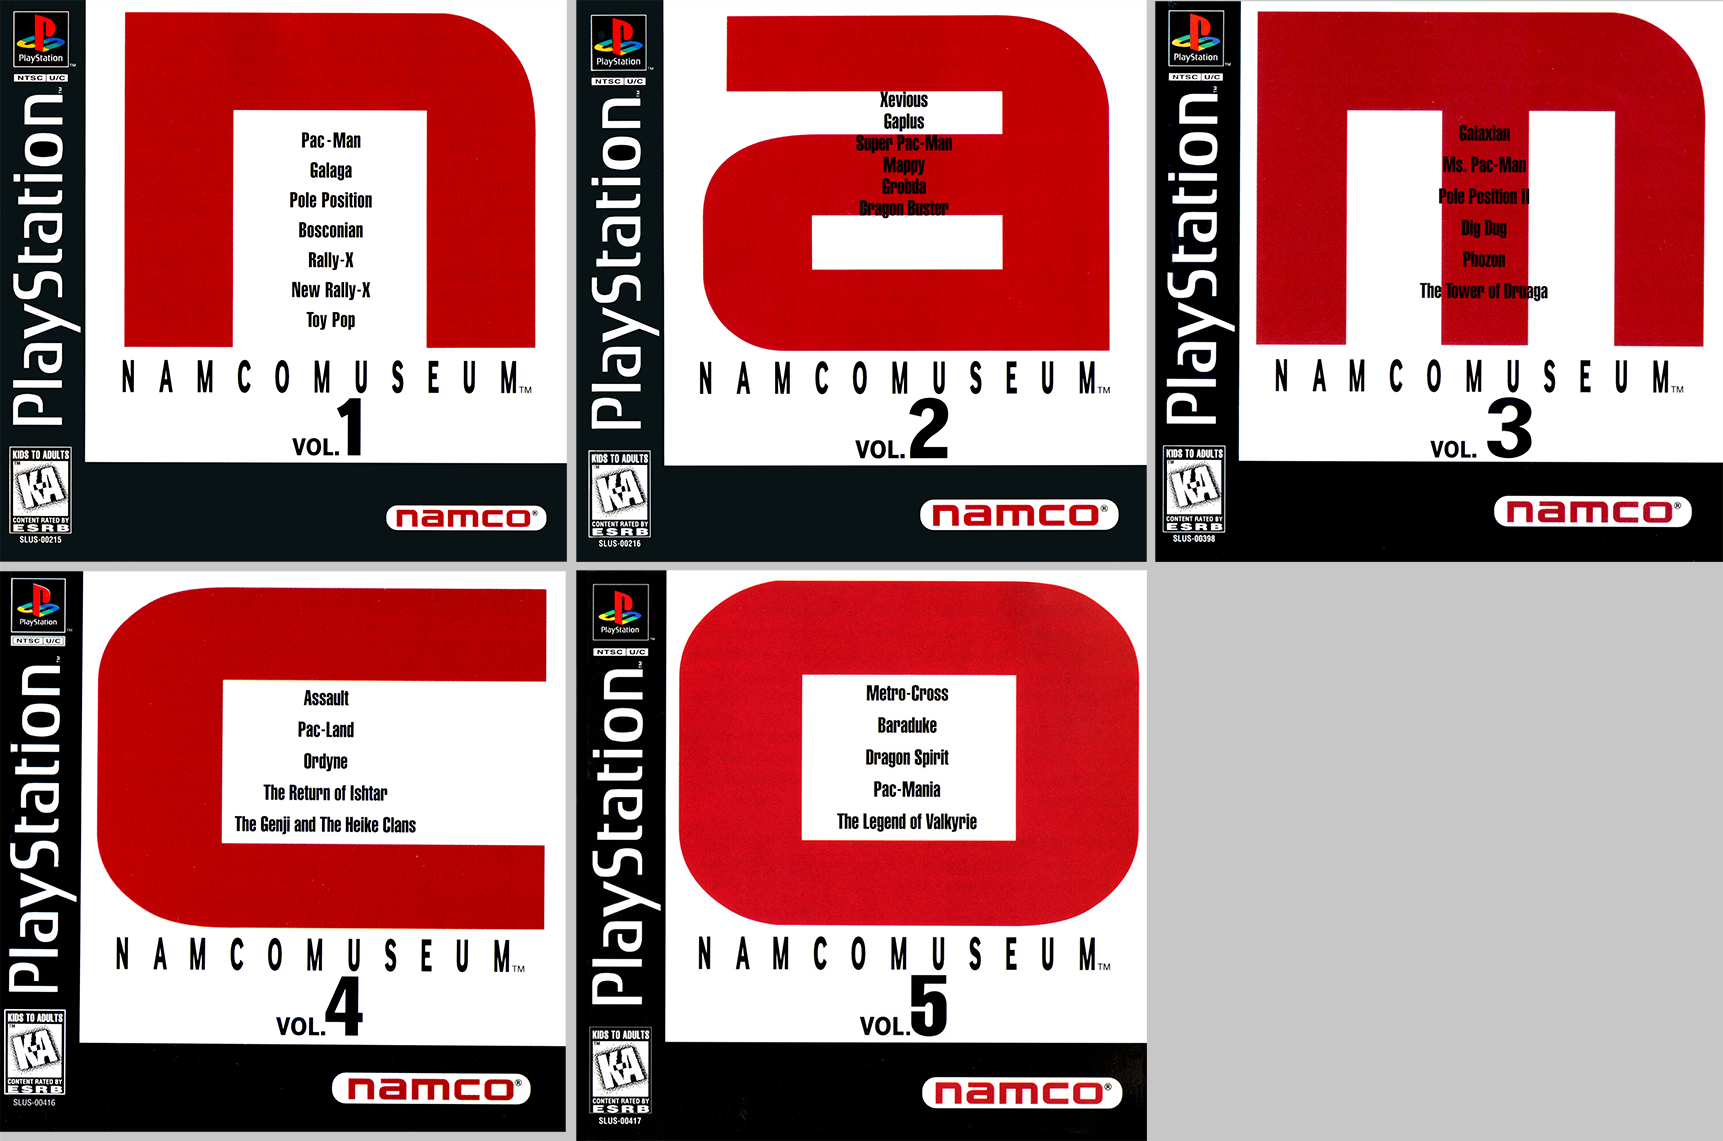 PlayStation
NTSC U/C
PlayStation™
Pac-Man
Galaga
Pole Position
Bosconian
Rally-X
New Rally-X
Toy Pop
n
NAMCOMUSEUM™
VOL.1
KIDS TO ADULTS
KA
CONTENT RATED BY
ESRB
SLUS-00215
namco®
PlayStation
NTSC U/C
PlayStation™
Xevious
Gaplus
Super Pac-Man
Mappy
Grobda
Dragon Buster
a
NAMCOMUSEUM™
VOL.2
KIDS TO ADULTS
KA
CONTENT RATED BY
ESRB
SLUS-00216
namco®
PlayStation
NTSC U/C
PlayStation™
Galaxian
Ms. Pac-Man
Pole Position II
Dig Dug
Phozon
The Tower of Druaga
m
NAMCOMUSEUM™
VOL. 3
KIDS TO ADULTS
KA
CONTENT RATED BY
ESRB
SLUS-00398
namco®
PlayStation
NTSC U/C
PlayStation™
Assault
Pac-Land
Ordyne
The Return of Ishtar
The Genji and The Heike Clans
c
NAMCOMUSEUM™
VOL.4
KIDS TO ADULTS
KA
CONTENT RATED BY
ESRB
SLUS-00416
namco®
PlayStation
NTSC U/C
PlayStation™
Metro-Cross
Baraduke
Dragon Spirit
Pac-Mania
The Legend of Valkyrie
o
NAMCOMUSEUM™
VOL.5
KIDS TO ADULTS
KA
CONTENT RATED BY
ESRB
SLUS-00417
namco®